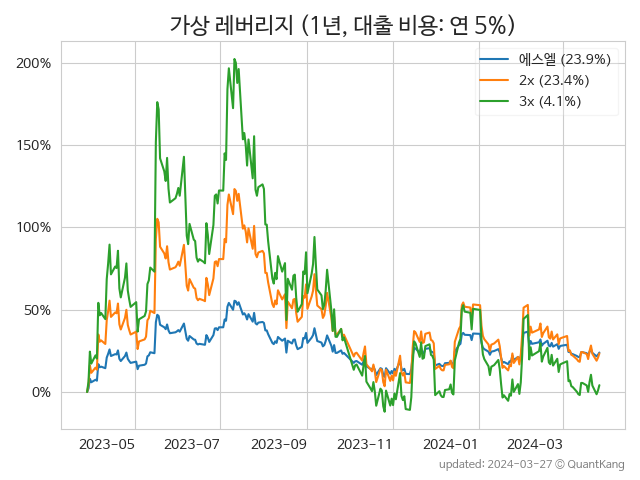 가상 레버리지 (1년, 대출 비용: 연 5%)
에스엘 (23.9%)
2x (23.4%)
3x (4.1%)
200%
150%
100%
50%
0%
2023-05 2023-07 2023-09 2023-11 2024-01 2024-03
updated: 2024-03-27 © QuantKang